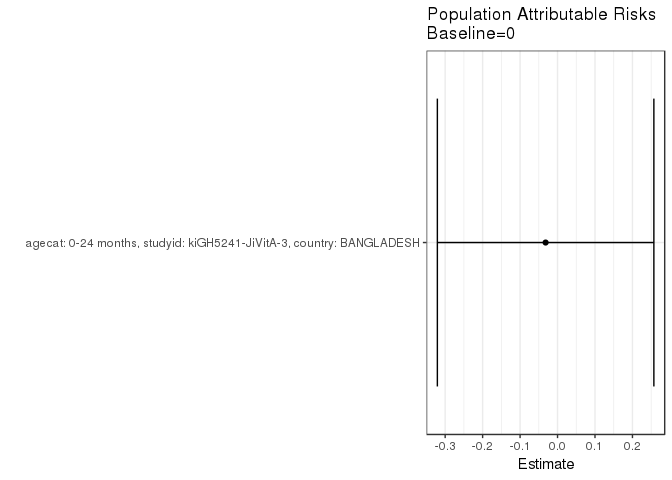 Population Attributable Risks
Baseline=0
agecat: 0-24 months, studyid: kiGH5241-JiVitA-3, country: BANGLADESH
-0.3 -0.2 -0.1 0.0 0.1 0.2
Estimate